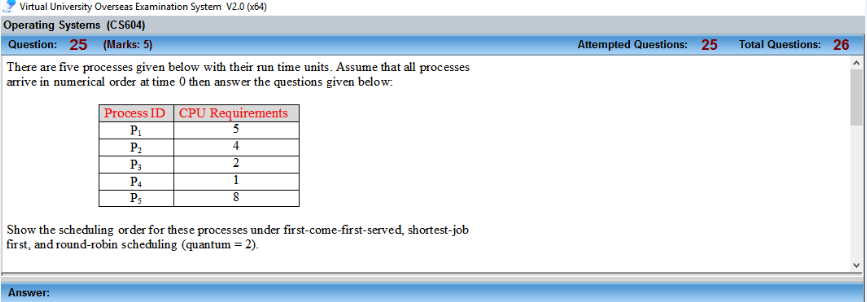 Virtual University Overseas Examination System V2.0 (x64)
Operating Systems (CS604)
Question: 25 (Marks: 5) Attempted Questions: 25 Total Questions: 26
There are five processes given below with their run time units. Assume that all processes
arrive in numerical order at time 0 then answer the questions given below:
Process ID CPU Requirements
P1 5
P2 4
P3 2
P4 1
P5 8
Show the scheduling order for these processes under first-come-first-served, shortest-job
first, and round-robin scheduling (quantum = 2).
Answer: